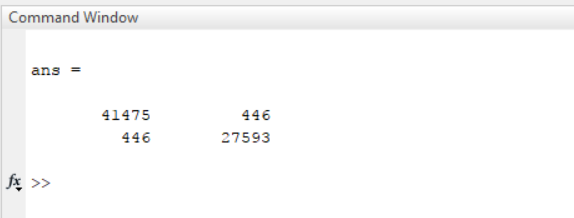 Command Window
ans =
41475 446
446 27593
fx >>